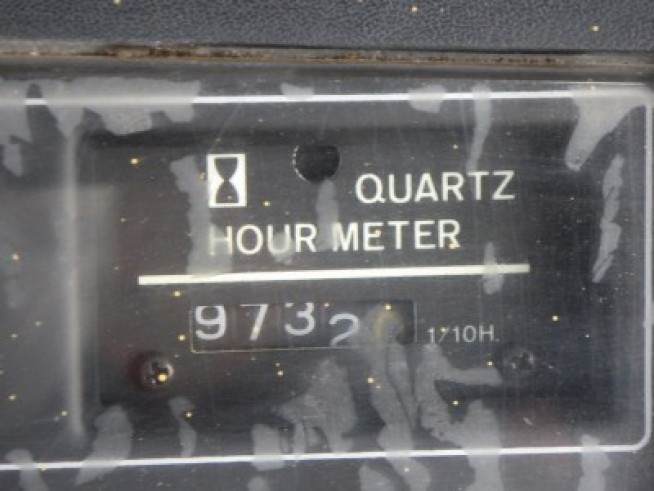 QUARTZ
HOUR METER
9732
1/10H.